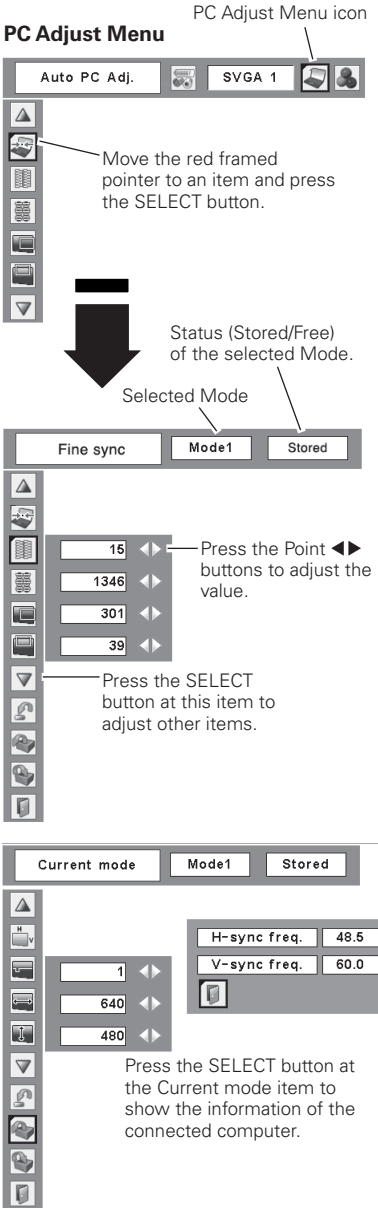 PC Adjust Menu icon
PC Adjust Menu
Auto PC Adj.
SVGA 1
Move the red framed
pointer to an item and press
the SELECT button.
Status (Stored/Free)
of the selected Mode.
Selected Mode
Fine sync
Mode1
Stored
15
1346
301
39
Press the Point ◀▶
buttons to adjust the
value.
Press the SELECT
button at this item to
adjust other items.
Current mode
Mode1
Stored
H
V
H-sync freq. 48.5
V-sync freq. 60.0
1
640
480
Press the SELECT button at
the Current mode item to
show the information of the
connected computer.